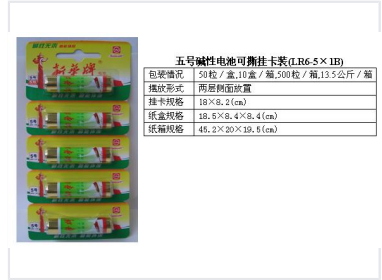 新华牌
五号碱性电池可撕挂卡装(LR6-5×1B)
包装情况 50粒/盒,10盒/箱,500粒/箱,13.5公斤/箱
摆放形式 两层侧面放置
挂卡规格 18×8.2(cm)
纸盒规格 18.5×8.4×8.4(cm)
纸箱规格 45.2×20×19.5(cm)